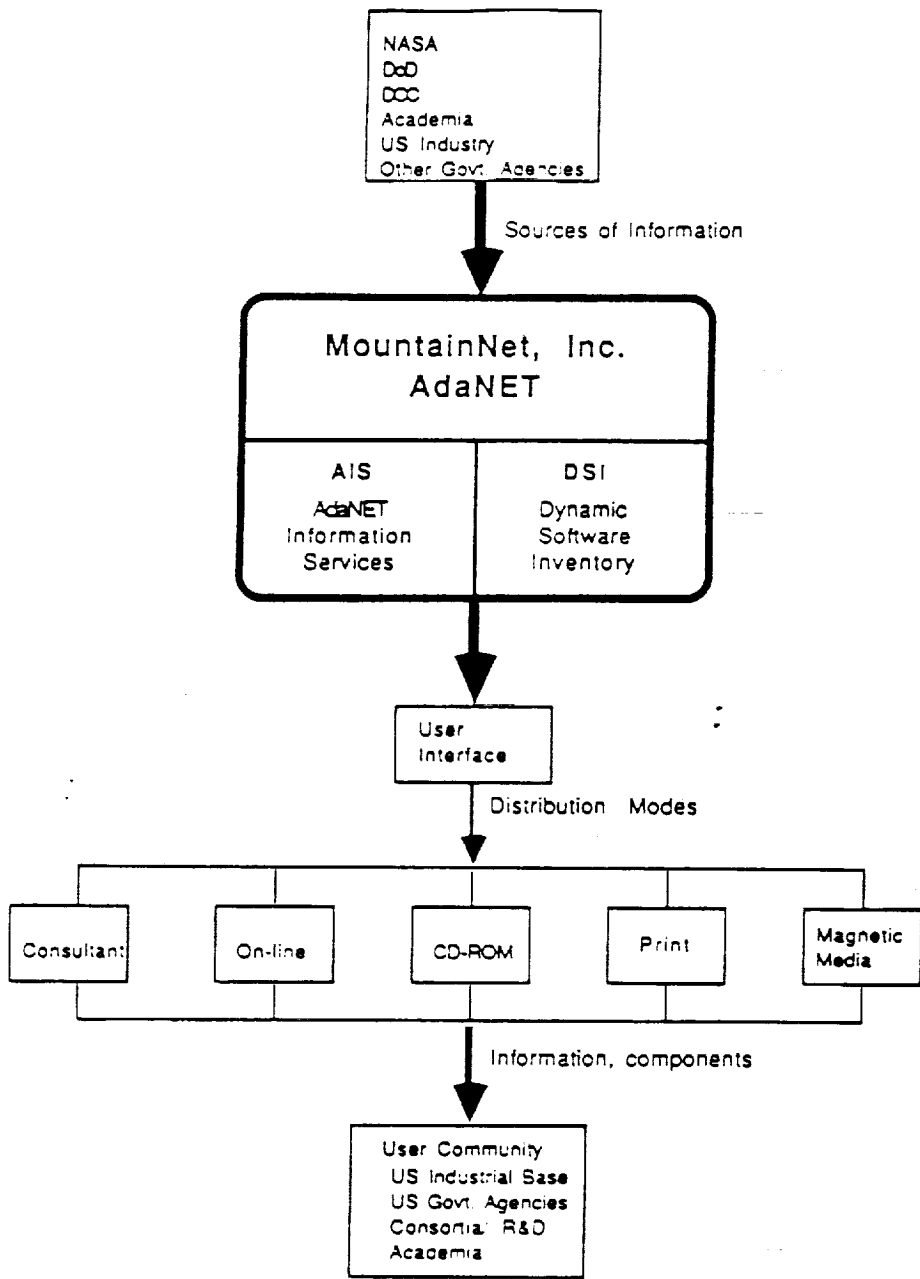 NASA
DoD
DOC
Academia
US Industry
Other Govt. Agencies
Sources of Information
MountainNet, Inc.
AdaNET
AIS
AdaNET
Information
Services
DSI
Dynamic
Software
Inventory
User
Interface
Distribution Modes
Consultant
On-line
CD-ROM
Print
Magnetic
Media
Information, components
User Community
US Industrial Base
US Govt. Agencies
Consortial R&D
Academia